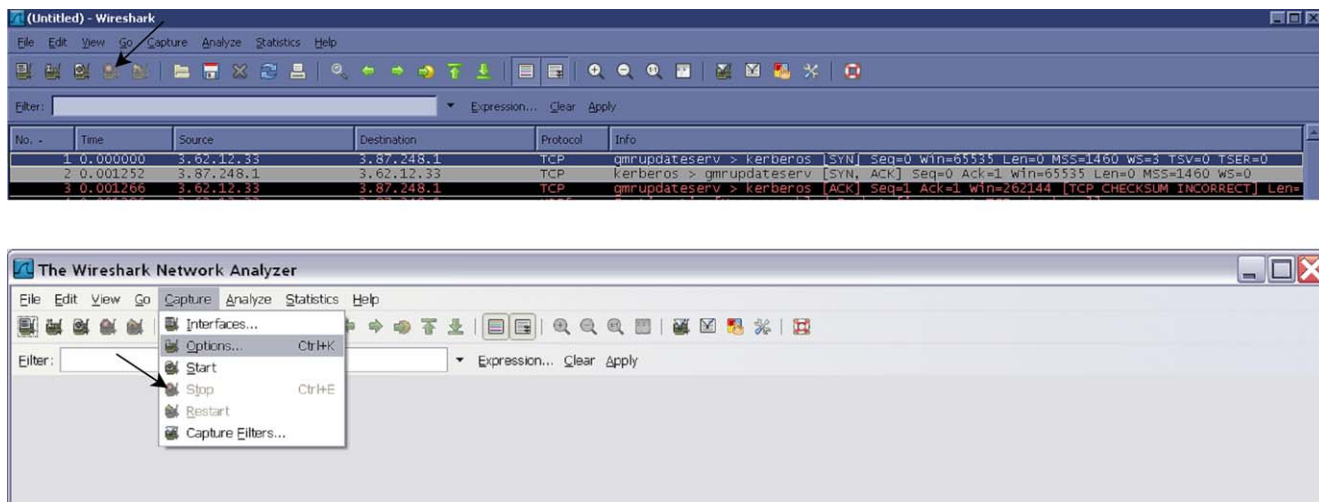 (Untitled) - Wireshark
File Edit View Go Capture Analyze Statistics Help
Filter: Expression... Clear Apply
No. - Time Source Destination Protocol Info
1 0.000000 3.62.12.33 3.87.248.1 TCP gmrupdateserv > kerberos [SYN] Seq=0 Win=65535 Len=0 MSS=1460 WS=3 TSV=0 TSER=0
2 0.001252 3.87.248.1 3.62.12.33 TCP kerberos > gmrupdateserv [SYN, ACK] Seq=0 Ack=1 Win=65535 Len=0 MSS=1460 WS=0
3 0.001266 3.62.12.33 3.87.248.1 TCP gmrupdateserv > kerberos [ACK] Seq=1 Ack=1 Win=262144 [TCP CHECKSUM INCORRECT] Len=
The Wireshark Network Analyzer
File Edit View Go Capture Analyze Statistics Help
Interfaces...
Options... Ctrl+K
Filter: Expression... Clear Apply
Start
Stop Ctrl+E
Restart
Capture Filters...